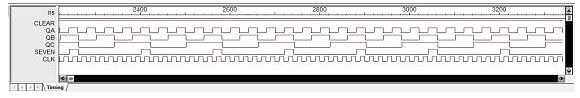 ns 2400 2600 2800 3000 3200
CLEAR
QA
QB
QC
SEVEN
CLK
Timing